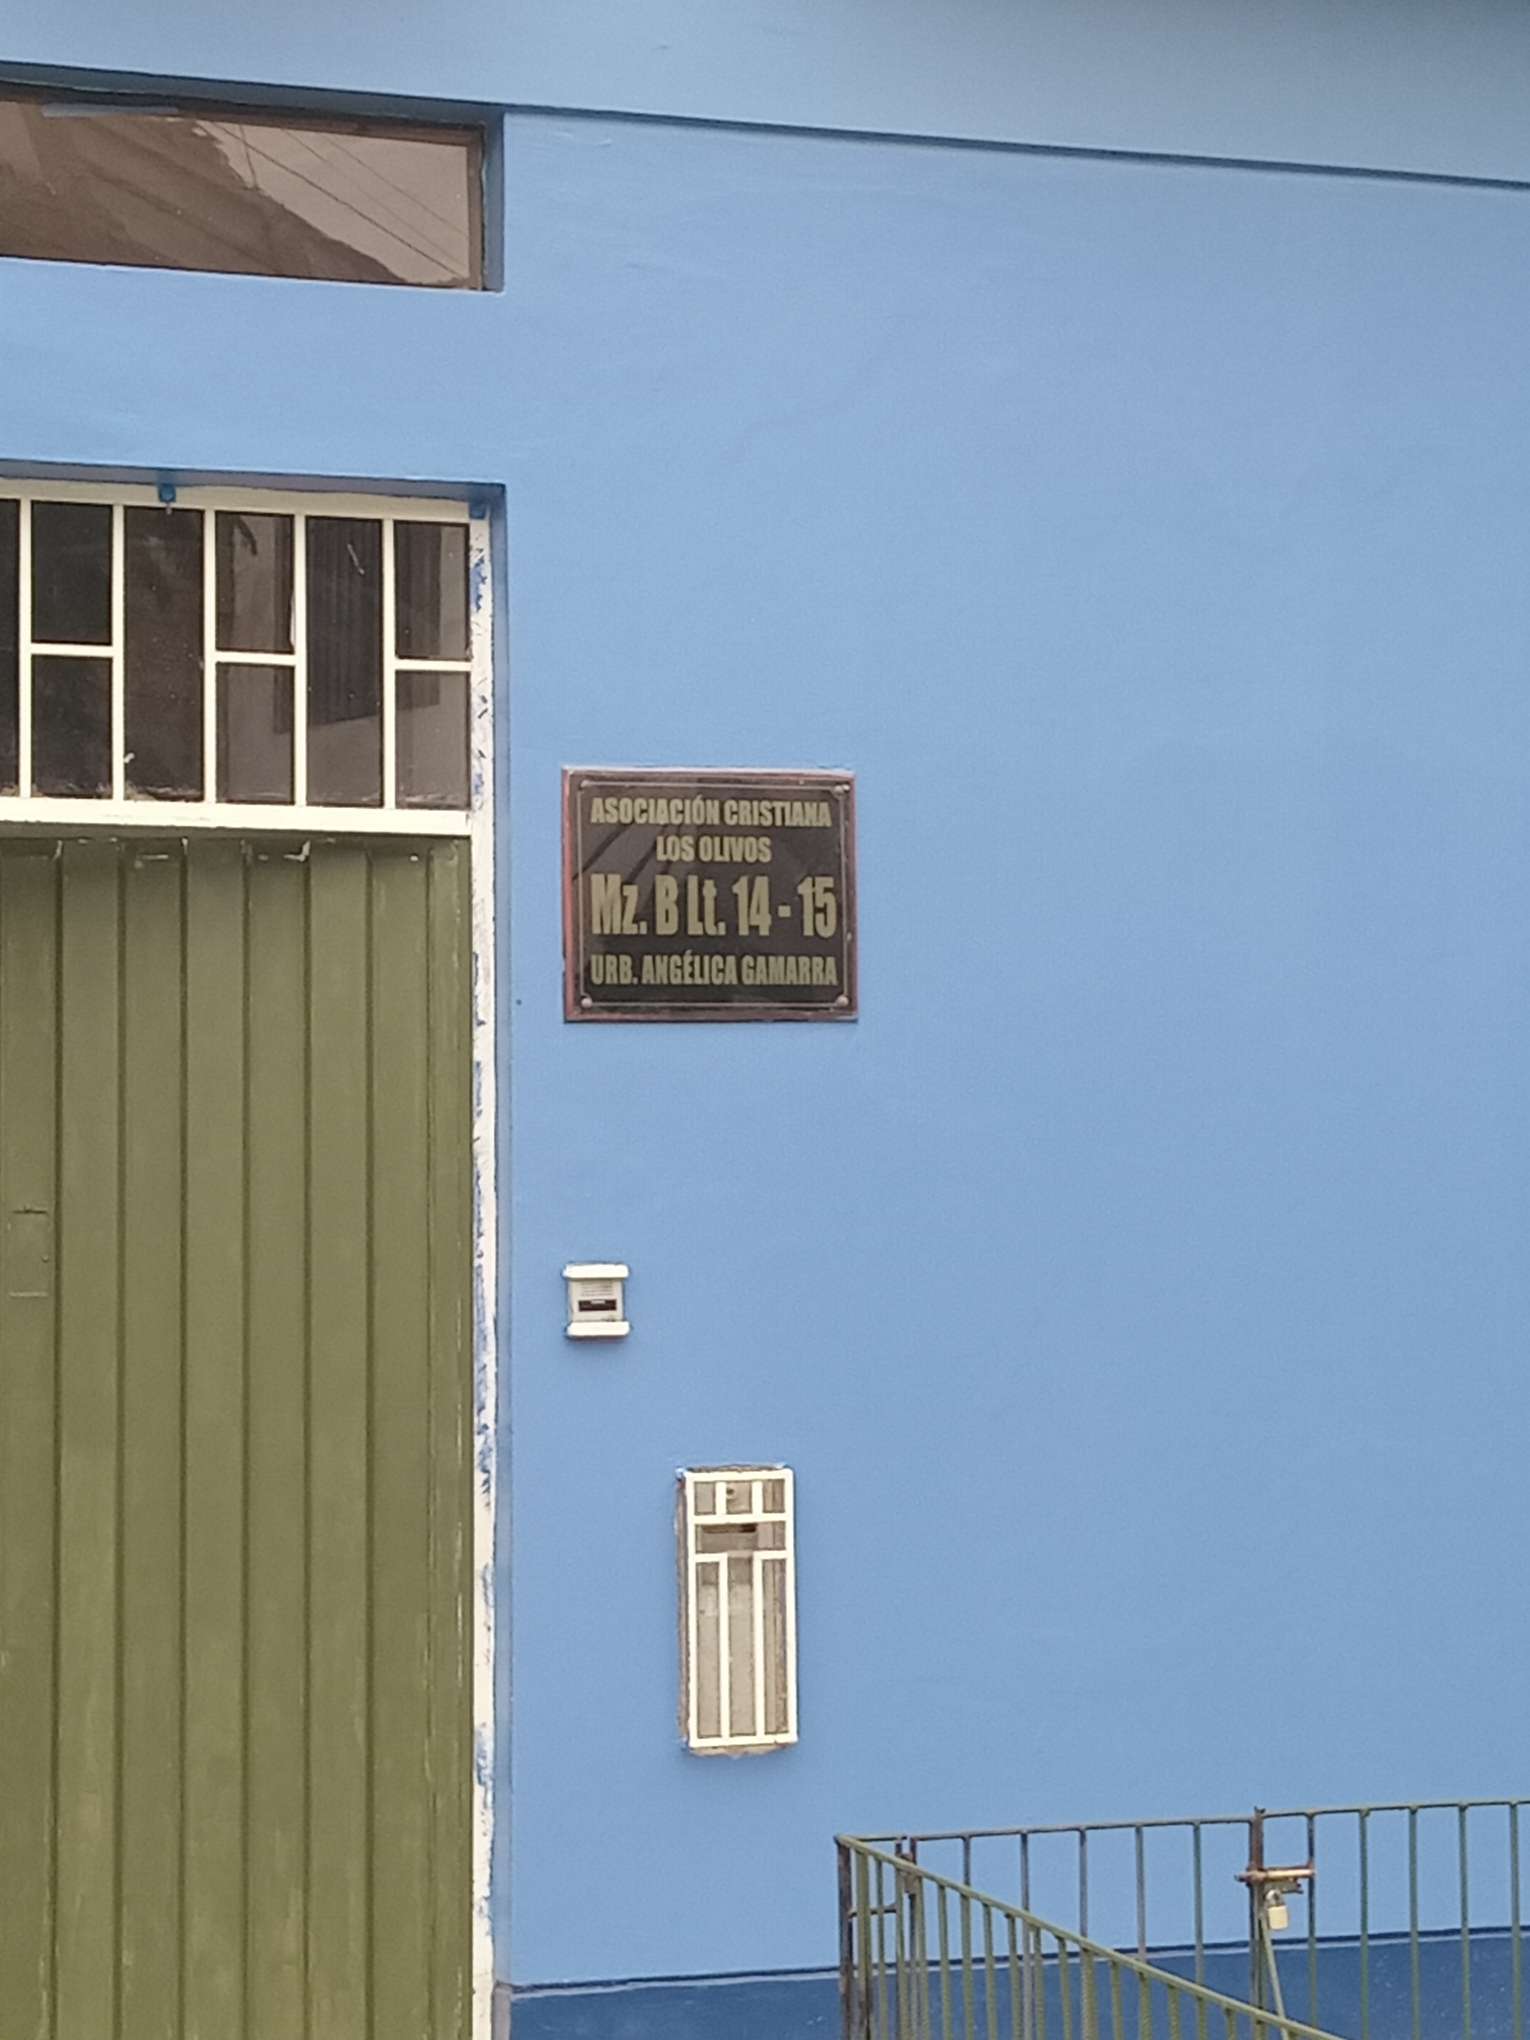 ASOCIACIÓN CRISTIANA
LOS OLIVOS
Mz. B Lt. 14 - 15
URB. ANGÉLICA GAMARRA